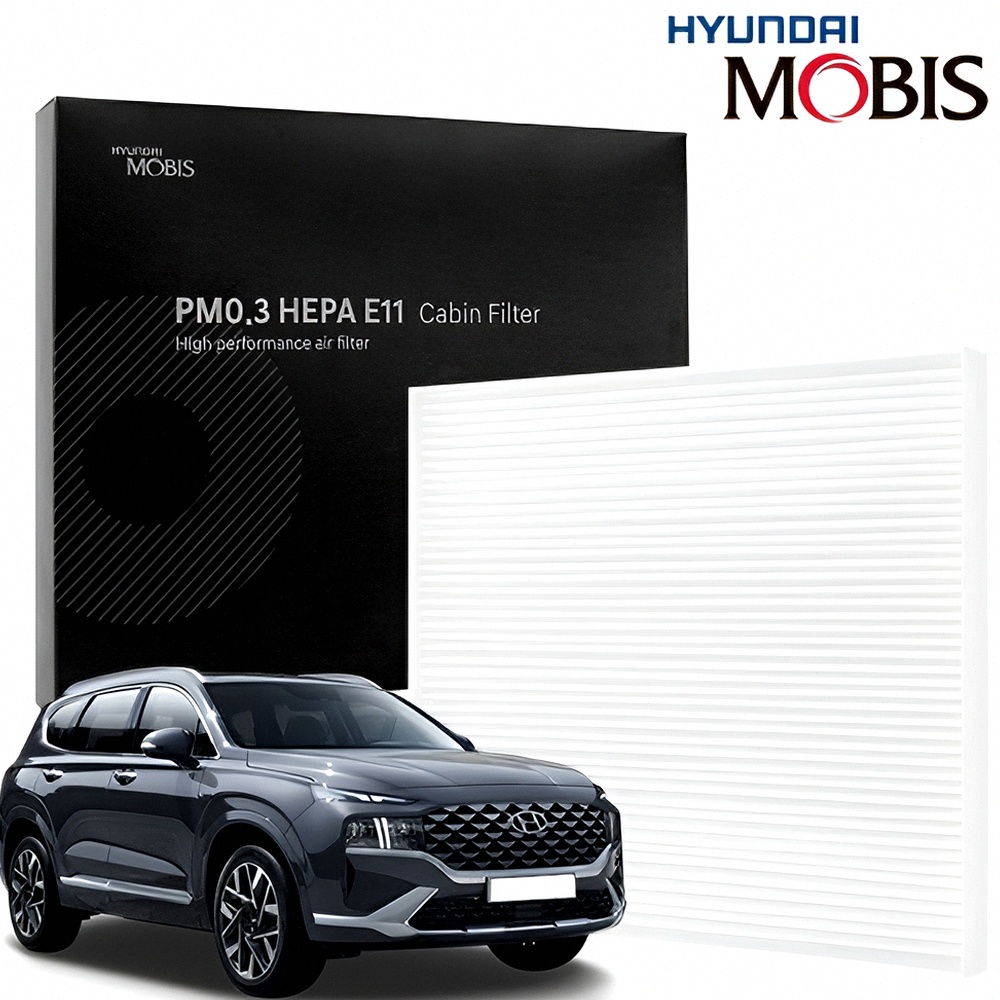 HYUNDAI
MOBIS
HYUNDAI
MOBIS
PM0.3 HEPA E11 Cabin Filter
High performance air filter